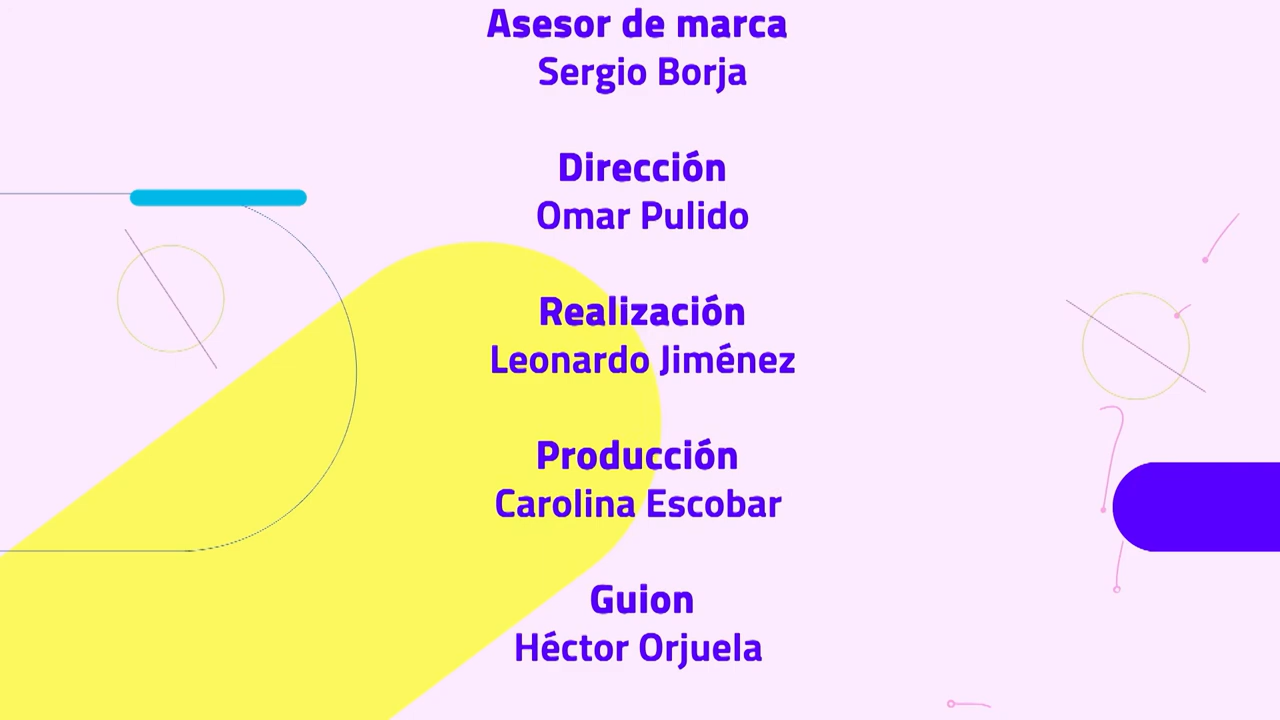 Asesor de marca
Sergio Borja
Dirección
Omar Pulido
Realización
Leonardo Jiménez
Producción
Carolina Escobar
Guion
Héctor Orjuela